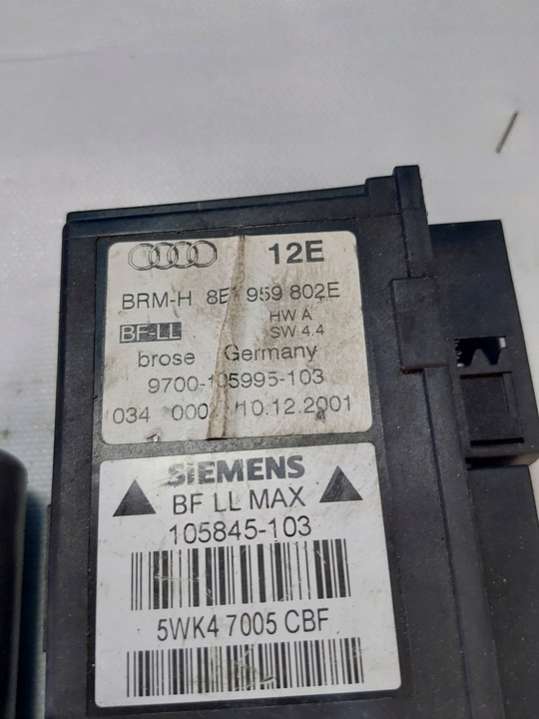 12E
BRM-H 8E 959 802E
BF-LL HW A
SW 4.4
brose Germany
9700-105995-103
034 000 10.12.2001
SIEMENS
BF LL MAX
105845-103
5WK4 7005 CBF